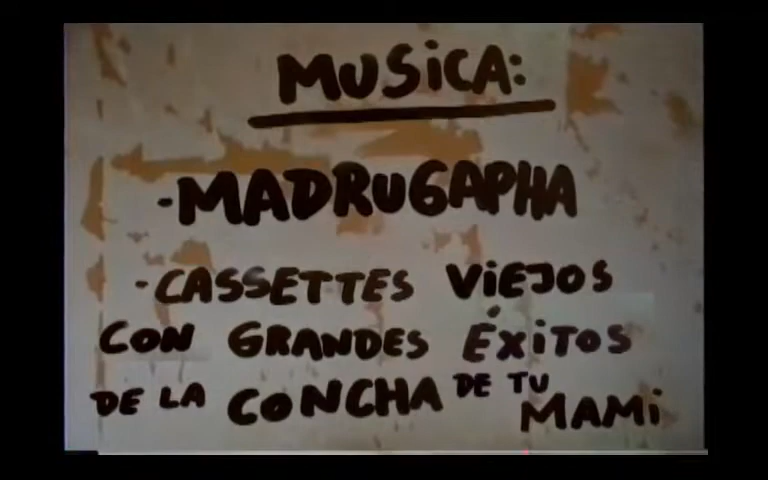 MUSiCA:
-MADRUGAPHA
-CASSETTES ViEJOS
CON GRANDES ÉXiTOS
DE LA CONCHA DE TU MAMi